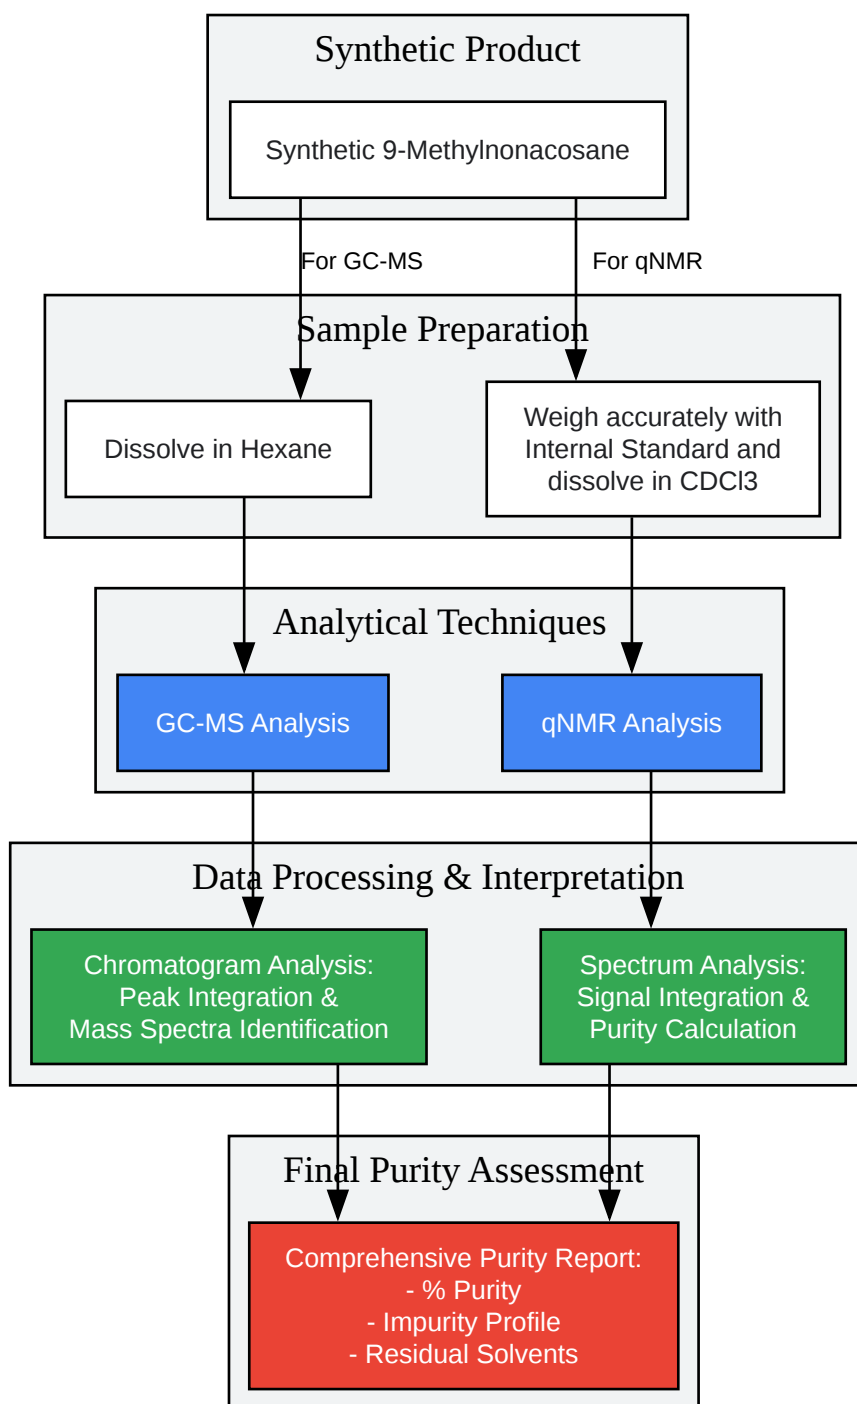 Synthetic Product
Synthetic 9-Methylnonacosane
For GC-MS
For qNMR
Sample Preparation
Dissolve in Hexane
Weigh accurately with
Internal Standard and
dissolve in CDCl3
Analytical Techniques
GC-MS Analysis
qNMR Analysis
Data Processing & Interpretation
Chromatogram Analysis:
Peak Integration &
Mass Spectra Identification
Spectrum Analysis:
Signal Integration &
Purity Calculation
Final Purity Assessment
Comprehensive Purity Report:
- % Purity
- Impurity Profile
- Residual Solvents